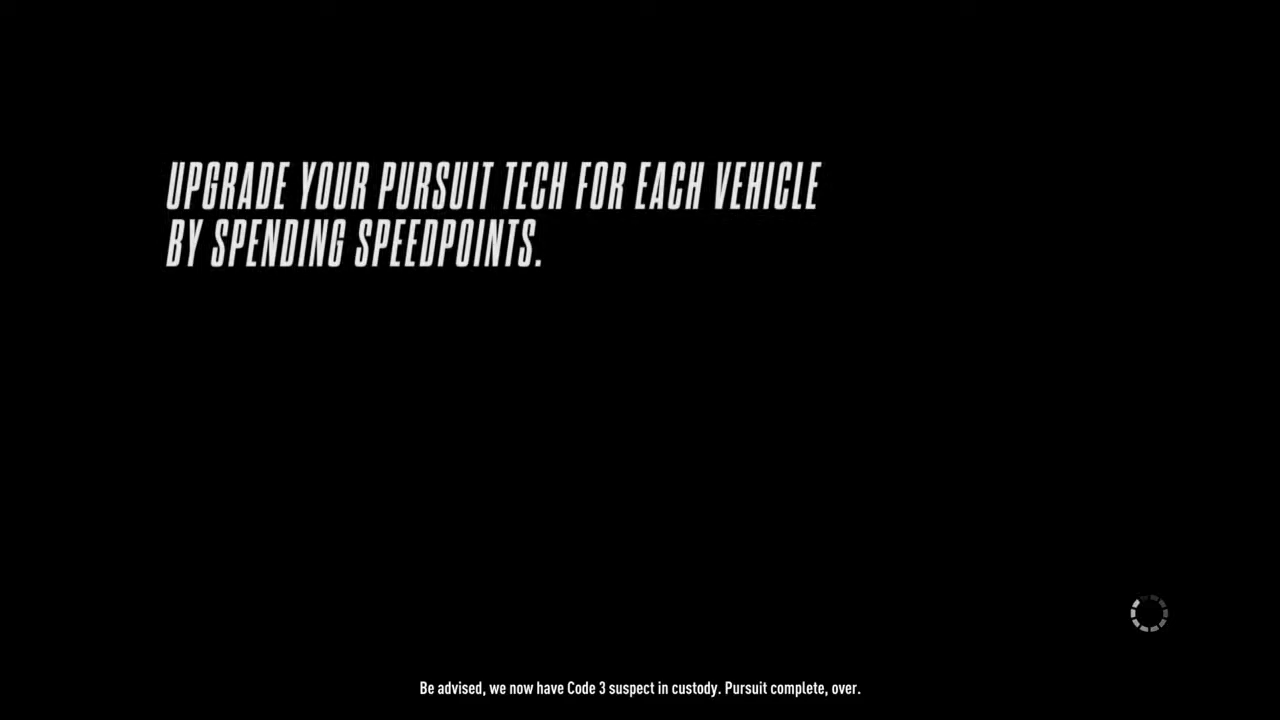 UPGRADE YOUR PURSUIT TECH FOR EACH VEHICLE
BY SPENDING SPEEDPOINTS.
Be advised, we now have Code 3 suspect in custody. Pursuit complete, over.